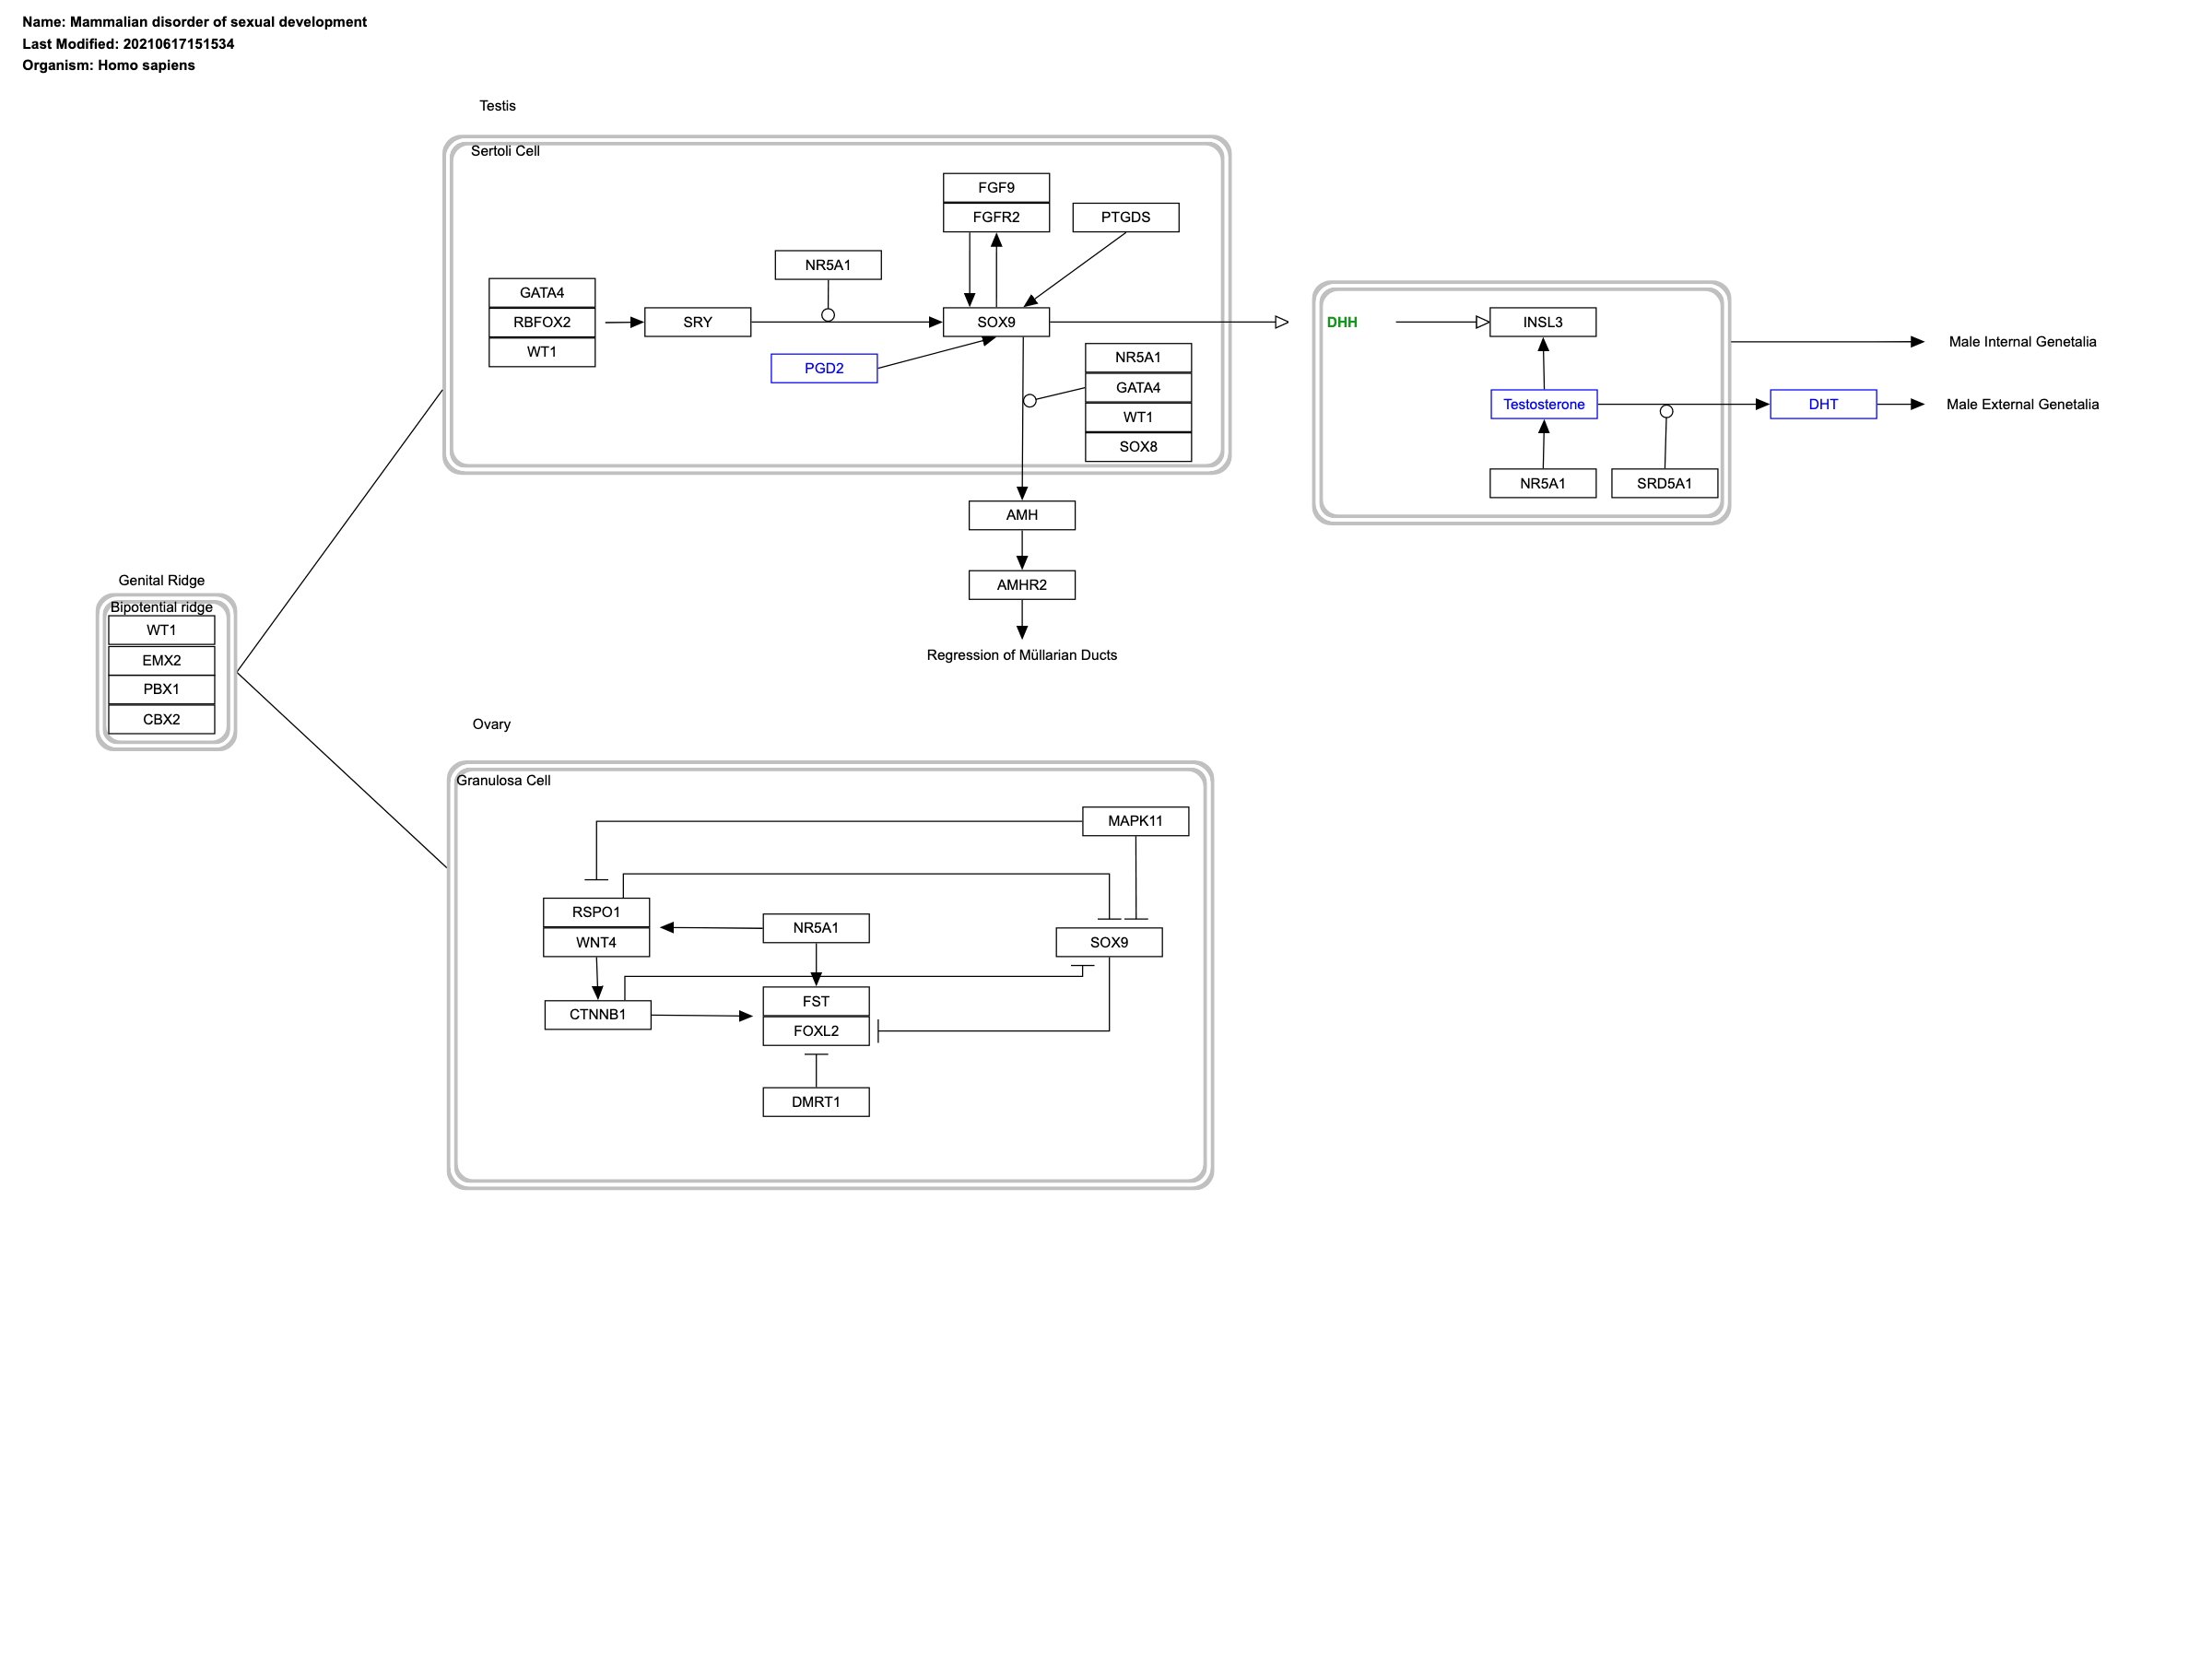 Name: Mammalian disorder of sexual development
Last Modified: 20210617151534
Organism: Homo sapiens
Testis
Sertoli Cell
FGF9
FGFR2
PTGDS
NR5A1
GATA4
RBFOX2
WT1
SRY
SOX9
PGD2
NR5A1
GATA4
WT1
SOX8
DHH
INSL3
Testosterone
DHT
NR5A1
SRD5A1
Male Internal Genetalia
Male External Genetalia
AMH
AMHR2
Regression of Müllarian Ducts
Genital Ridge
Bipotential ridge
WT1
EMX2
PBX1
CBX2
Ovary
Granulosa Cell
MAPK11
RSPO1
WNT4
NR5A1
SOX9
CTNNB1
FST
FOXL2
DMRT1